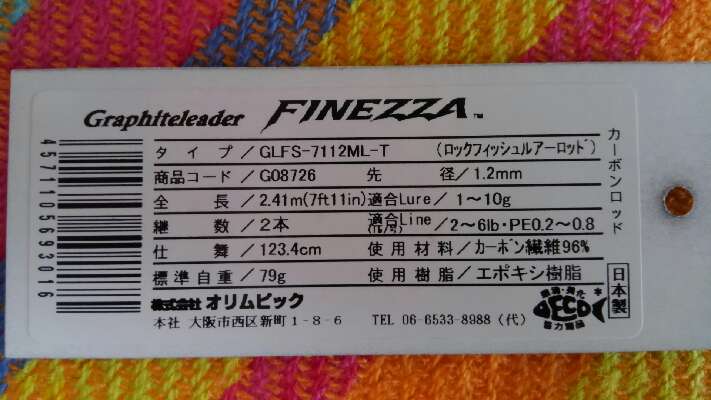 Graphiteleader FINEZZA™
タイプ／GLFS-7112ML-T （ロックフィッシュルアーロッド）
商品コード／G08726 先径／1.2mm
全長／2.41m(7ft11in) 適合Lure／1～10g
継数／2本 適合Line／2～6lb・PE0.2～0.8
仕舞／123.4cm 使用材料／カーボン繊維96%
標準自重／79g 使用樹脂／エポキシ樹脂
株式会社オリムピック
本社 大阪市西区新町1-8-6 TEL 06-6533-8988（代）
カーボンロッド
日本製
ECO
協力商品
4571105693016